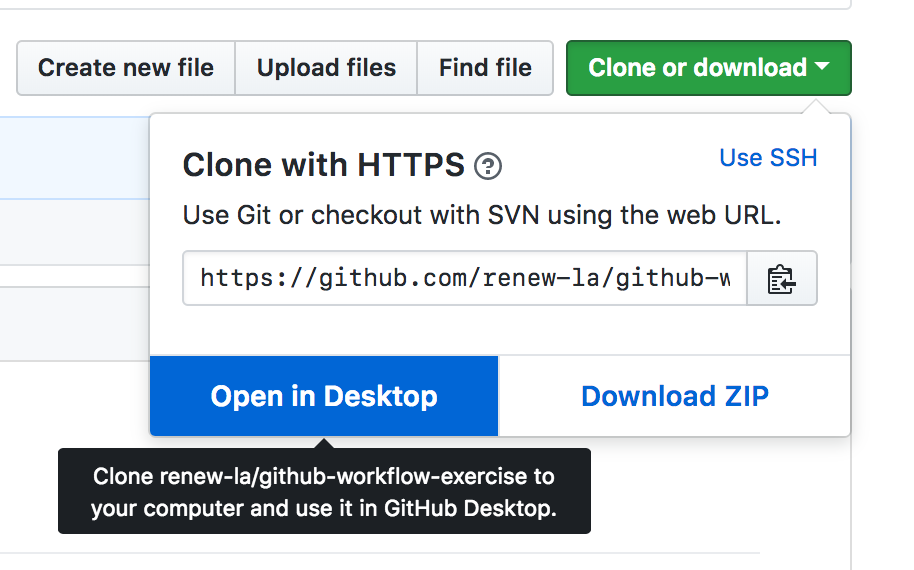 Create new file
Upload files
Find file
Clone or download
Clone with HTTPS ?
Use SSH
Use Git or checkout with SVN using the web URL.
https://github.com/renew-la/github-w
Open in Desktop
Download ZIP
Clone renew-la/github-workflow-exercise to
your computer and use it in GitHub Desktop.